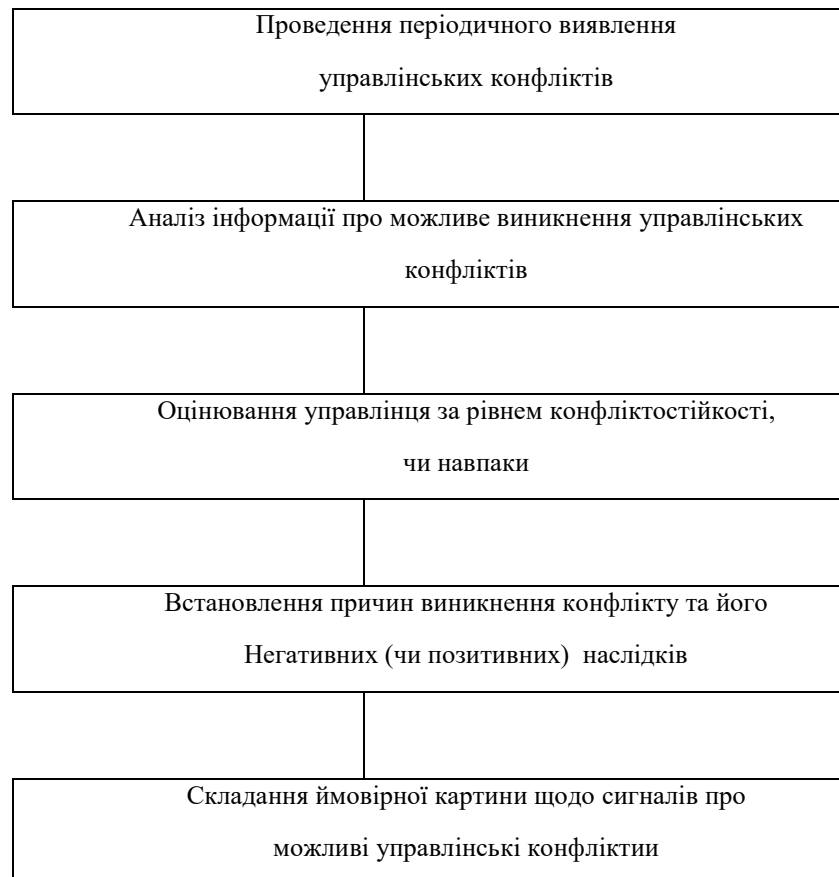 Проведення періодичного виявлення
управлінських конфліктів
Аналіз інформації про можливе виникнення управлінських
конфліктів
Оцінювання управлінця за рівнем конфліктостійкості,
чи навпаки
Встановлення причин виникнення конфлікту та його
Негативних (чи позитивних)  наслідків
Складання ймовірної картини щодо сигналів про
можливі управлінські конфліктии